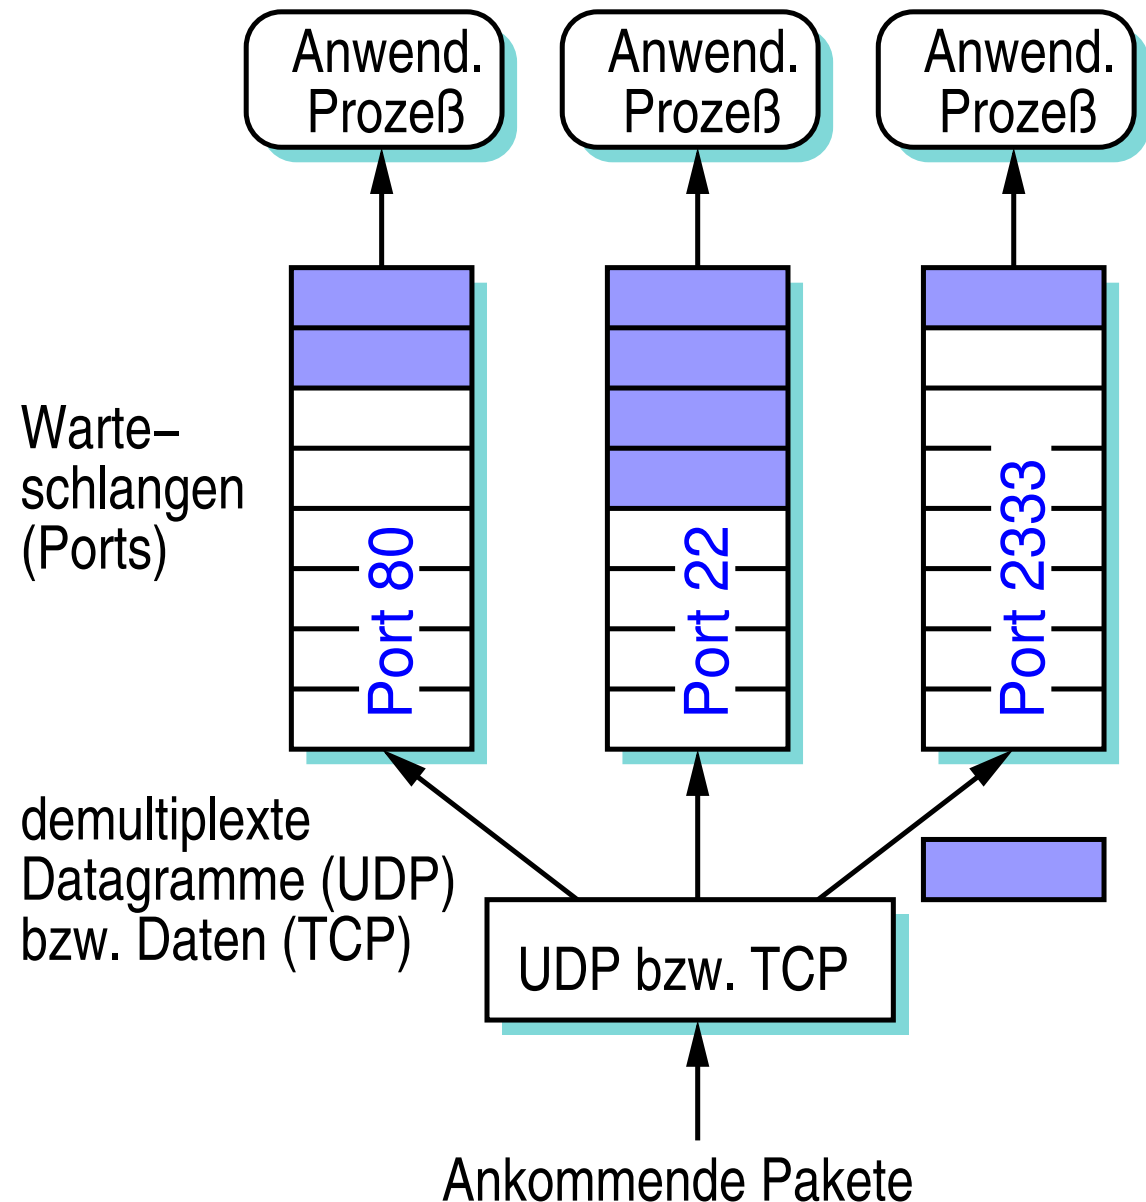 Anwend.
Prozeß
Anwend.
Prozeß
Anwend.
Prozeß
Warte–
schlangen
(Ports)
Port 80
Port 22
Port 2333
demultiplexte
Datagramme (UDP)
bzw. Daten (TCP)
UDP bzw. TCP
Ankommende Pakete